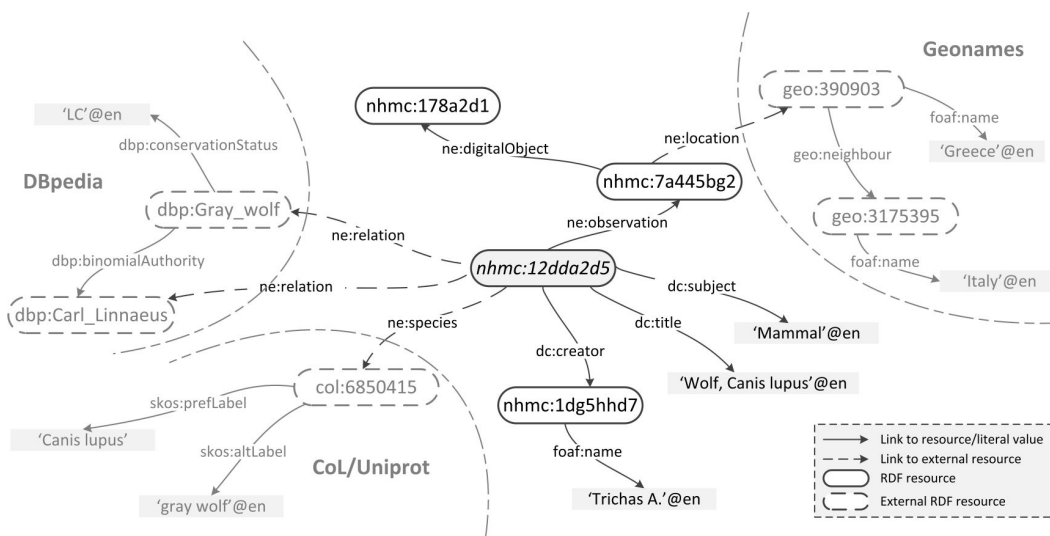 Geonames
geo:390903
foaf:name
'Greece'@en
geo:neighbour
geo:3175395
foaf:name
'Italy'@en
'LC'@en
dbp:conservationStatus
DBpedia
dbp:Gray_wolf
dbp:binomialAuthority
dbp:Carl_Linnaeus
nhmc:178a2d1
ne:digitalObject
ne:location
nhmc:7a445bg2
ne:observation
ne:relation
nhmc:12dda2d5
ne:relation
ne:species
dc:subject
'Mammal'@en
dc:title
'Wolf, Canis lupus'@en
dc:creator
nhmc:1dg5hhd7
foaf:name
'Trichas A.'@en
col:6850415
skos:prefLabel
'Canis lupus'
skos:altLabel
'gray wolf'@en
CoL/Uniprot
Link to resource/literal value
Link to external resource
RDF resource
External RDF resource